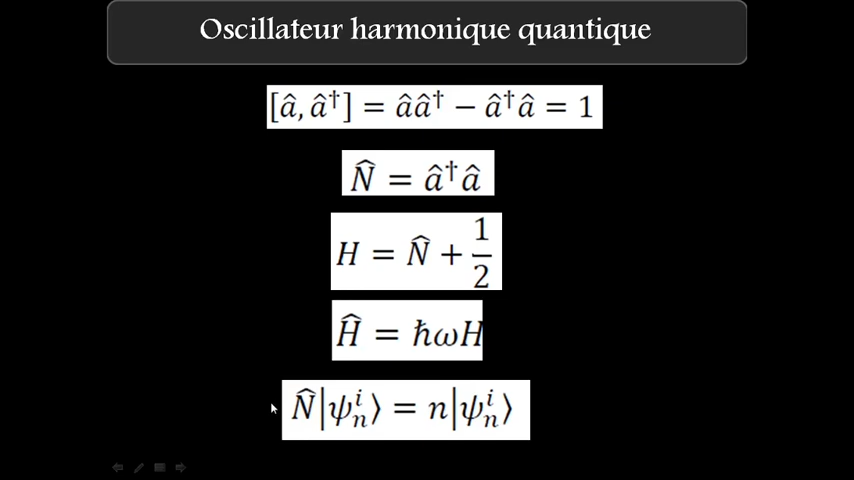 Oscillateur harmonique quantique
[â, â†] = ââ† − â†â = 1
N̂ = â†â
H = N̂ + 1/2
Ĥ = ħωH
N̂|ψₙⁱ⟩ = n|ψₙⁱ⟩